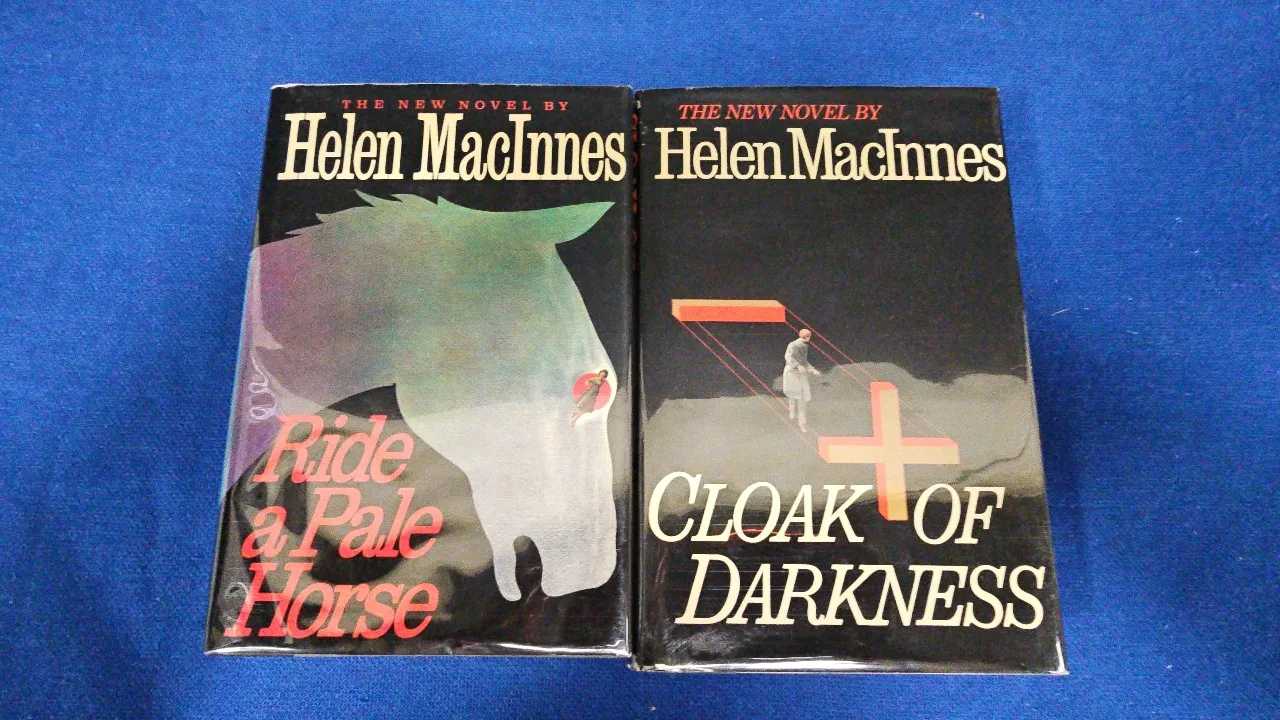 THE NEW NOVEL BY
Helen MacInnes
Ride
a Pale
Horse
THE NEW NOVEL BY
Helen MacInnes
CLOAK OF
DARKNESS